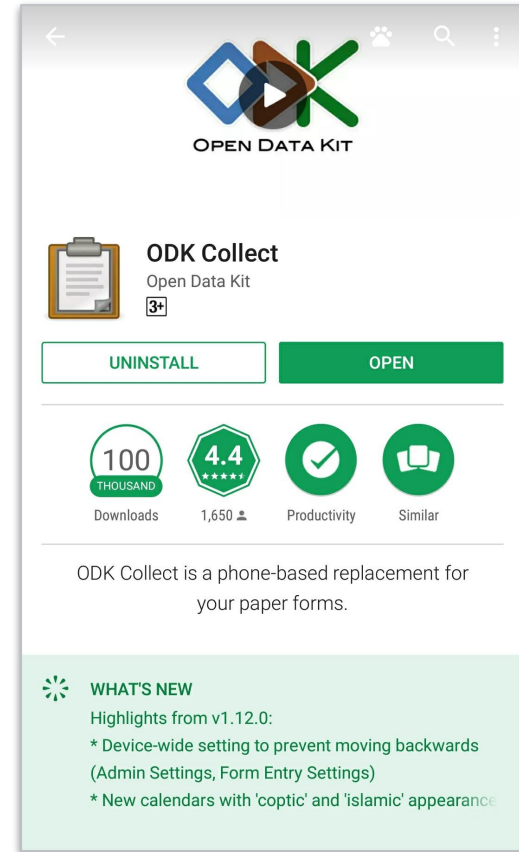 ODK
OPEN DATA KIT
ODK Collect
Open Data Kit
3+
UNINSTALL
OPEN
100
THOUSAND
4.4
Downloads
1,650
Productivity
Similar
ODK Collect is a phone-based replacement for
your paper forms.
WHAT'S NEW
Highlights from v1.12.0:
* Device-wide setting to prevent moving backwards
(Admin Settings, Form Entry Settings)
* New calendars with 'coptic' and 'islamic' appearance